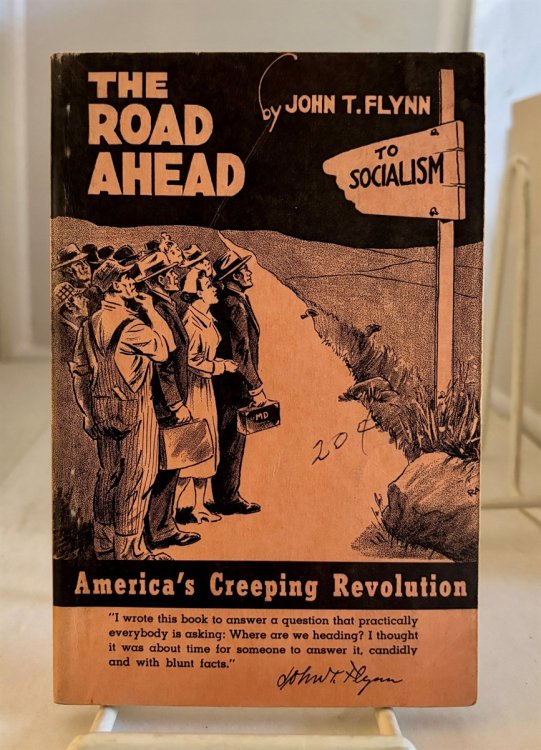 THE
ROAD
AHEAD
by JOHN T. FLYNN
TO
SOCIALISM
MD
20¢
America's Creeping Revolution
"I wrote this book to answer a question that practically
everybody is asking: Where are we heading? I thought
it was about time for someone to answer it, candidly
and with blunt facts."
John T. Flynn